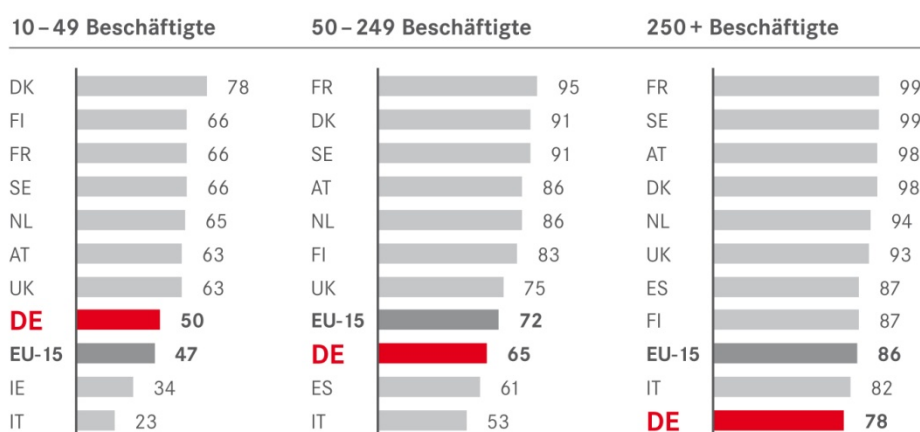 10 – 49 Beschäftigte
DK 78
FI 66
FR 66
SE 66
NL 65
AT 63
UK 63
DE 50
EU-15 47
IE 34
IT 23
50 – 249 Beschäftigte
FR 95
DK 91
SE 91
AT 86
NL 86
FI 83
UK 75
EU-15 72
DE 65
ES 61
IT 53
250 + Beschäftigte
FR 99
SE 99
AT 98
DK 98
NL 94
UK 93
ES 87
FI 87
EU-15 86
IT 82
DE 78